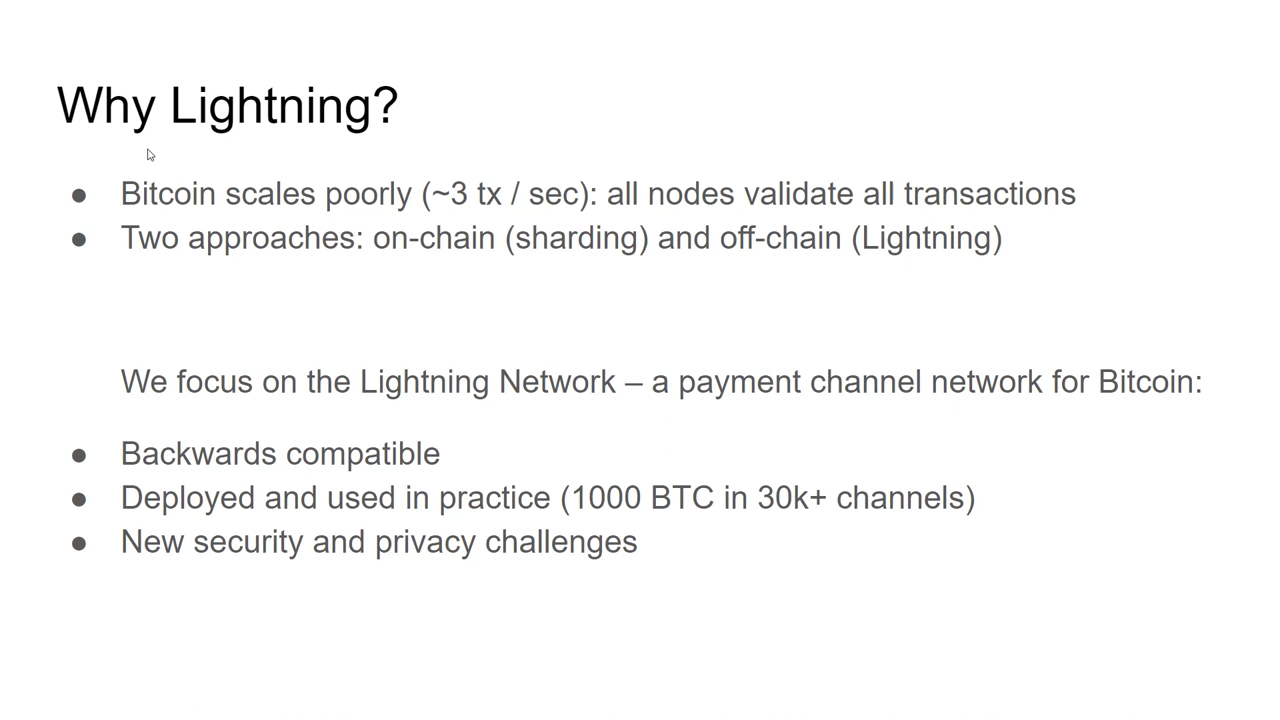 Why Lightning?
● Bitcoin scales poorly (~3 tx / sec): all nodes validate all transactions
● Two approaches: on-chain (sharding) and off-chain (Lightning)
We focus on the Lightning Network – a payment channel network for Bitcoin:
● Backwards compatible
● Deployed and used in practice (1000 BTC in 30k+ channels)
● New security and privacy challenges